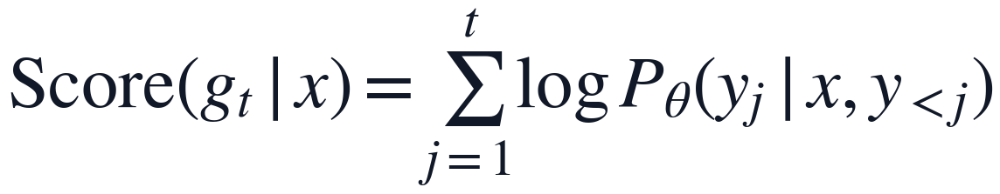 Score(g_t | x) = \sum_{j=1}^{t} \log P_θ(y_j | x, y_{<j})